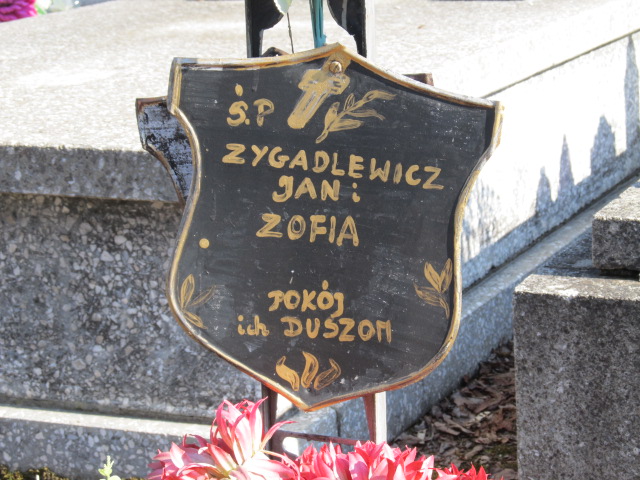 Ś.P
ZYGADLEWICZ
JAN i
ZOFIA
POKÓJ
ich DUSZOM